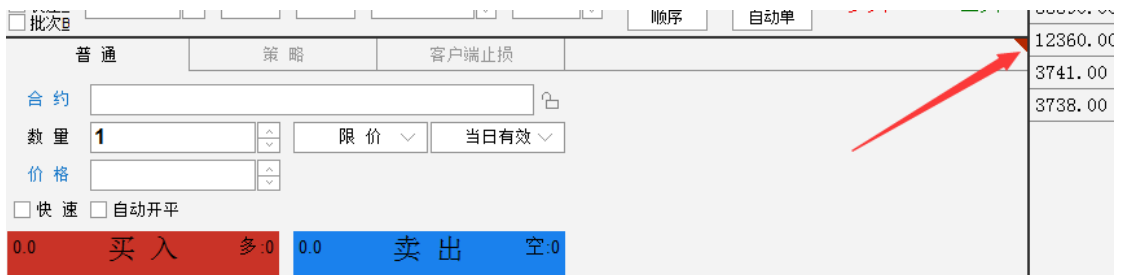 批次B 顺序 自动单
12360.00
普通 策略 客户端止损
3741.00
合约
3738.00
数量 1 限价 当日有效
价格
快速 自动开平
0.0 买入 多:0 0.0 卖出 空:0